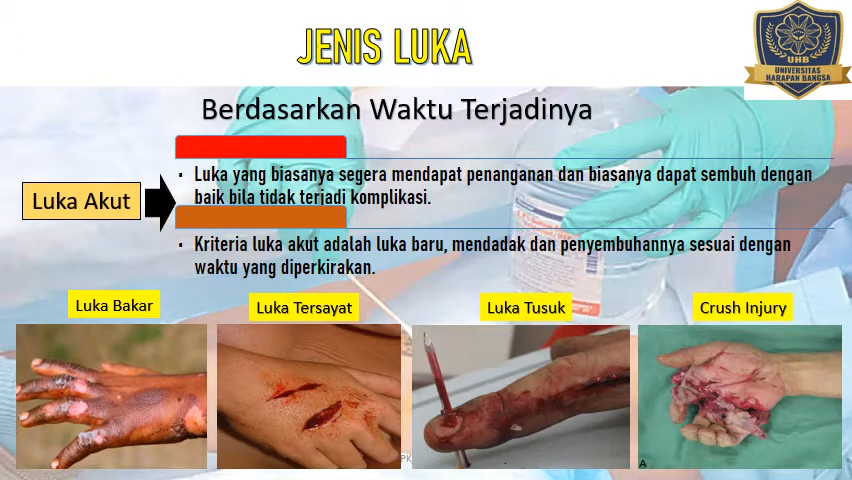 JENIS LUKA
UHB
UNIVERSITAS
HARAPAN BANGSA
Berdasarkan Waktu Terjadinya
Luka Akut
· Luka yang biasanya segera mendapat penanganan dan biasanya dapat sembuh dengan
baik bila tidak terjadi komplikasi.
· Kriteria luka akut adalah luka baru, mendadak dan penyembuhannya sesuai dengan
waktu yang diperkirakan.
Luka Bakar
Luka Tersayat
Luka Tusuk
Crush Injury
A